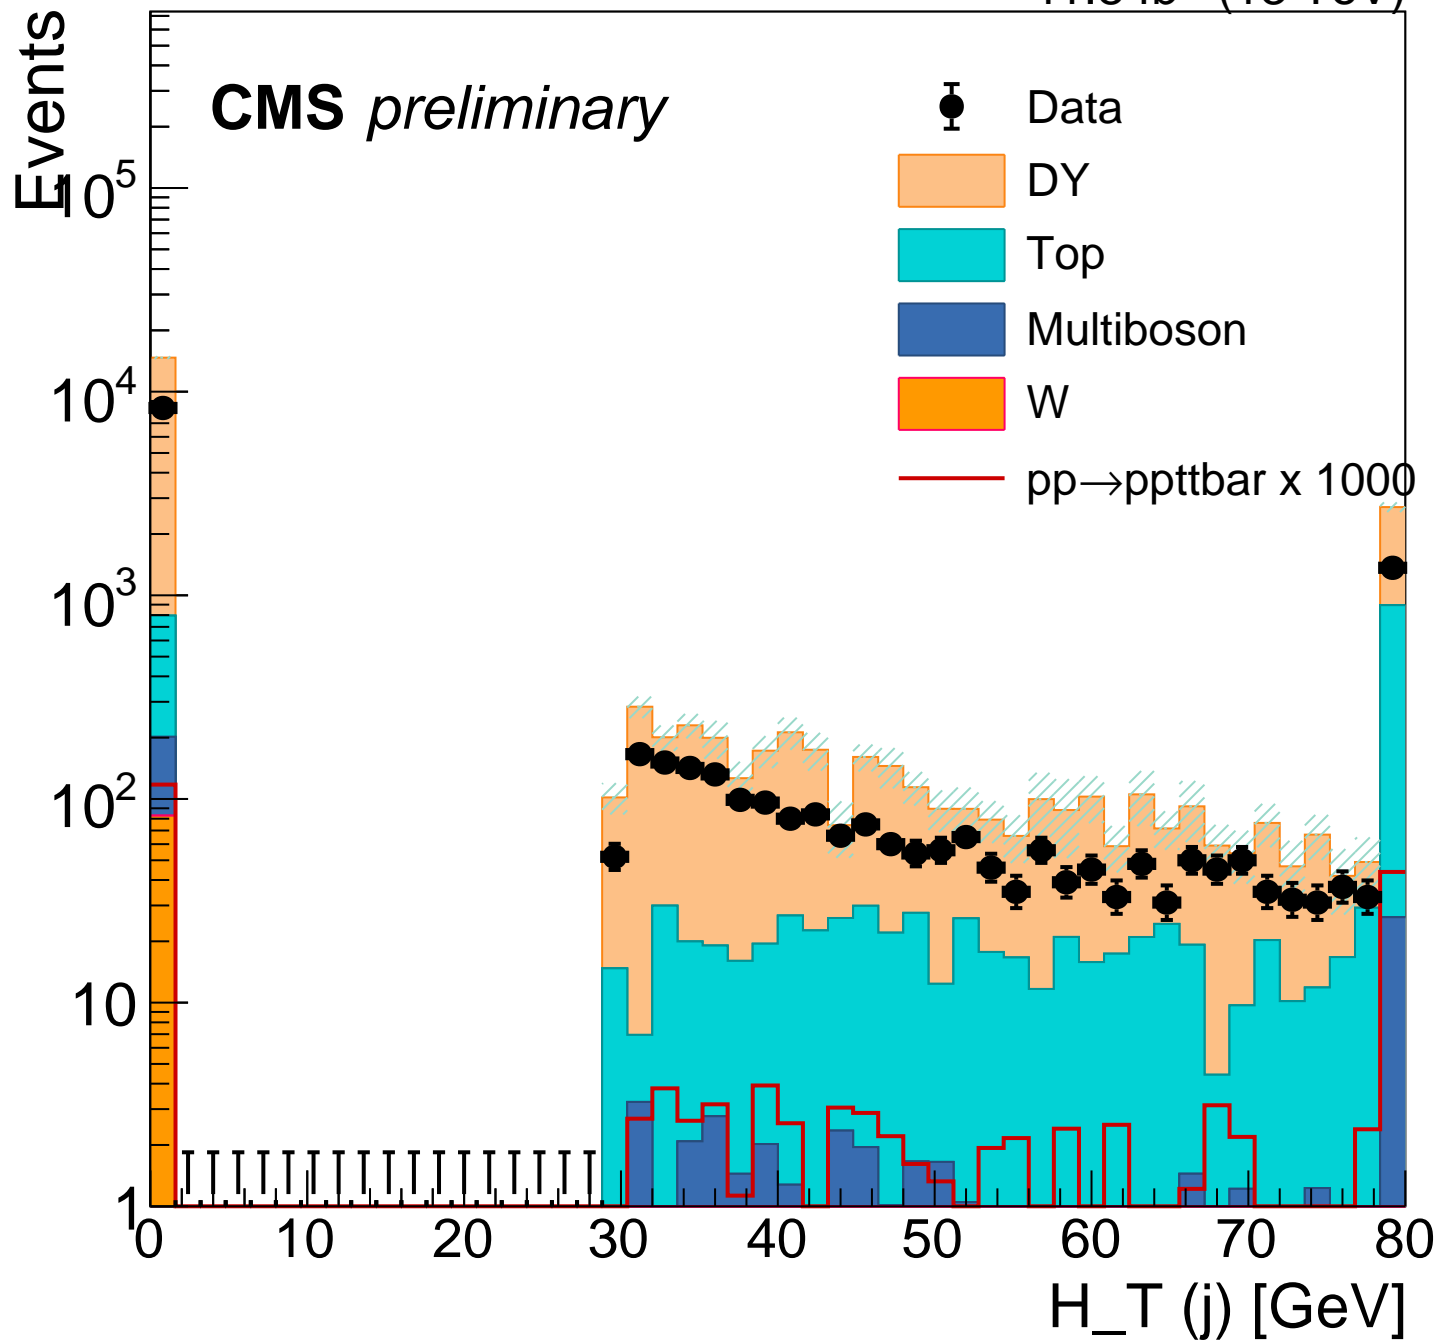 Events
CMS preliminary
Data
DY
Top
Multiboson
W
pp→ppttbar x 1000
10^5
10^4
10^3
10^2
10
1
0 10 20 30 40 50 60 70 80
H_T (j) [GeV]